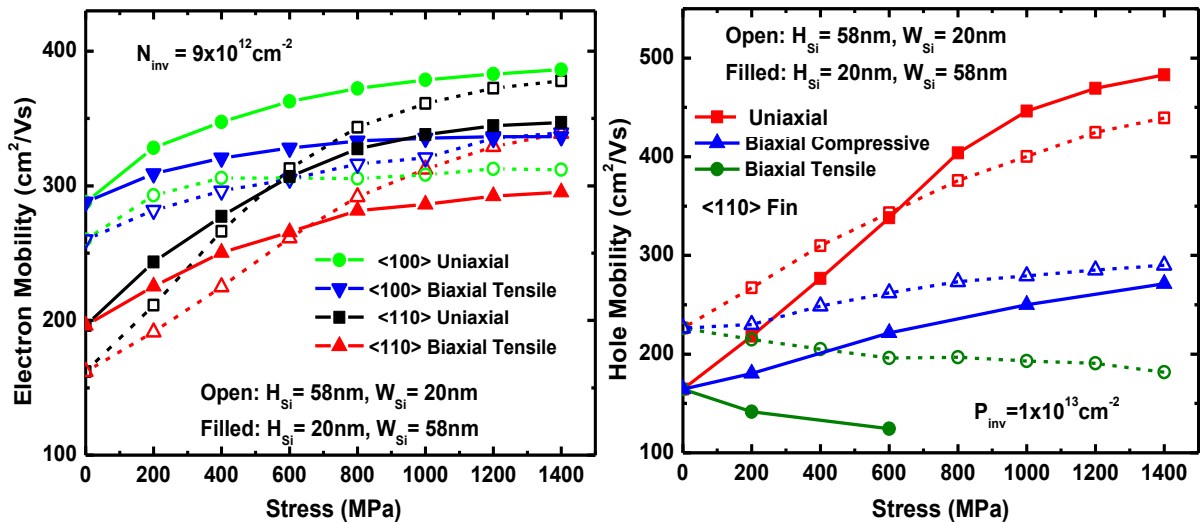 N_inv = 9x10^12cm^-2
<100> Uniaxial
<100> Biaxial Tensile
<110> Uniaxial
<110> Biaxial Tensile
Open: H_Si = 58nm, W_Si = 20nm
Filled: H_Si = 20nm, W_Si = 58nm
Electron Mobility (cm^2/Vs)
400
300
200
100
0 200 400 600 800 1000 1200 1400
Stress (MPa)
Open: H_Si = 58nm, W_Si = 20nm
Filled: H_Si = 20nm, W_Si = 58nm
Uniaxial
Biaxial Compressive
Biaxial Tensile
<110> Fin
P_inv=1x10^13cm^-2
Hole Mobility (cm^2/Vs)
500
400
300
200
100
0 200 400 600 800 1000 1200 1400
Stress (MPa)